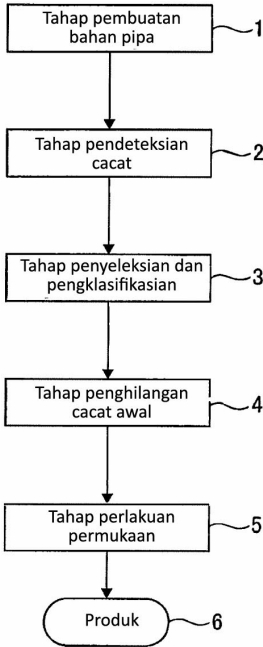 Tahap pembuatan
bahan pipa
1
Tahap pendeteksian
cacat
2
Tahap penyeleksian dan
pengklasifikasian
3
Tahap penghilangan
cacat awal
4
Tahap perlakuan
permukaan
5
Produk
6